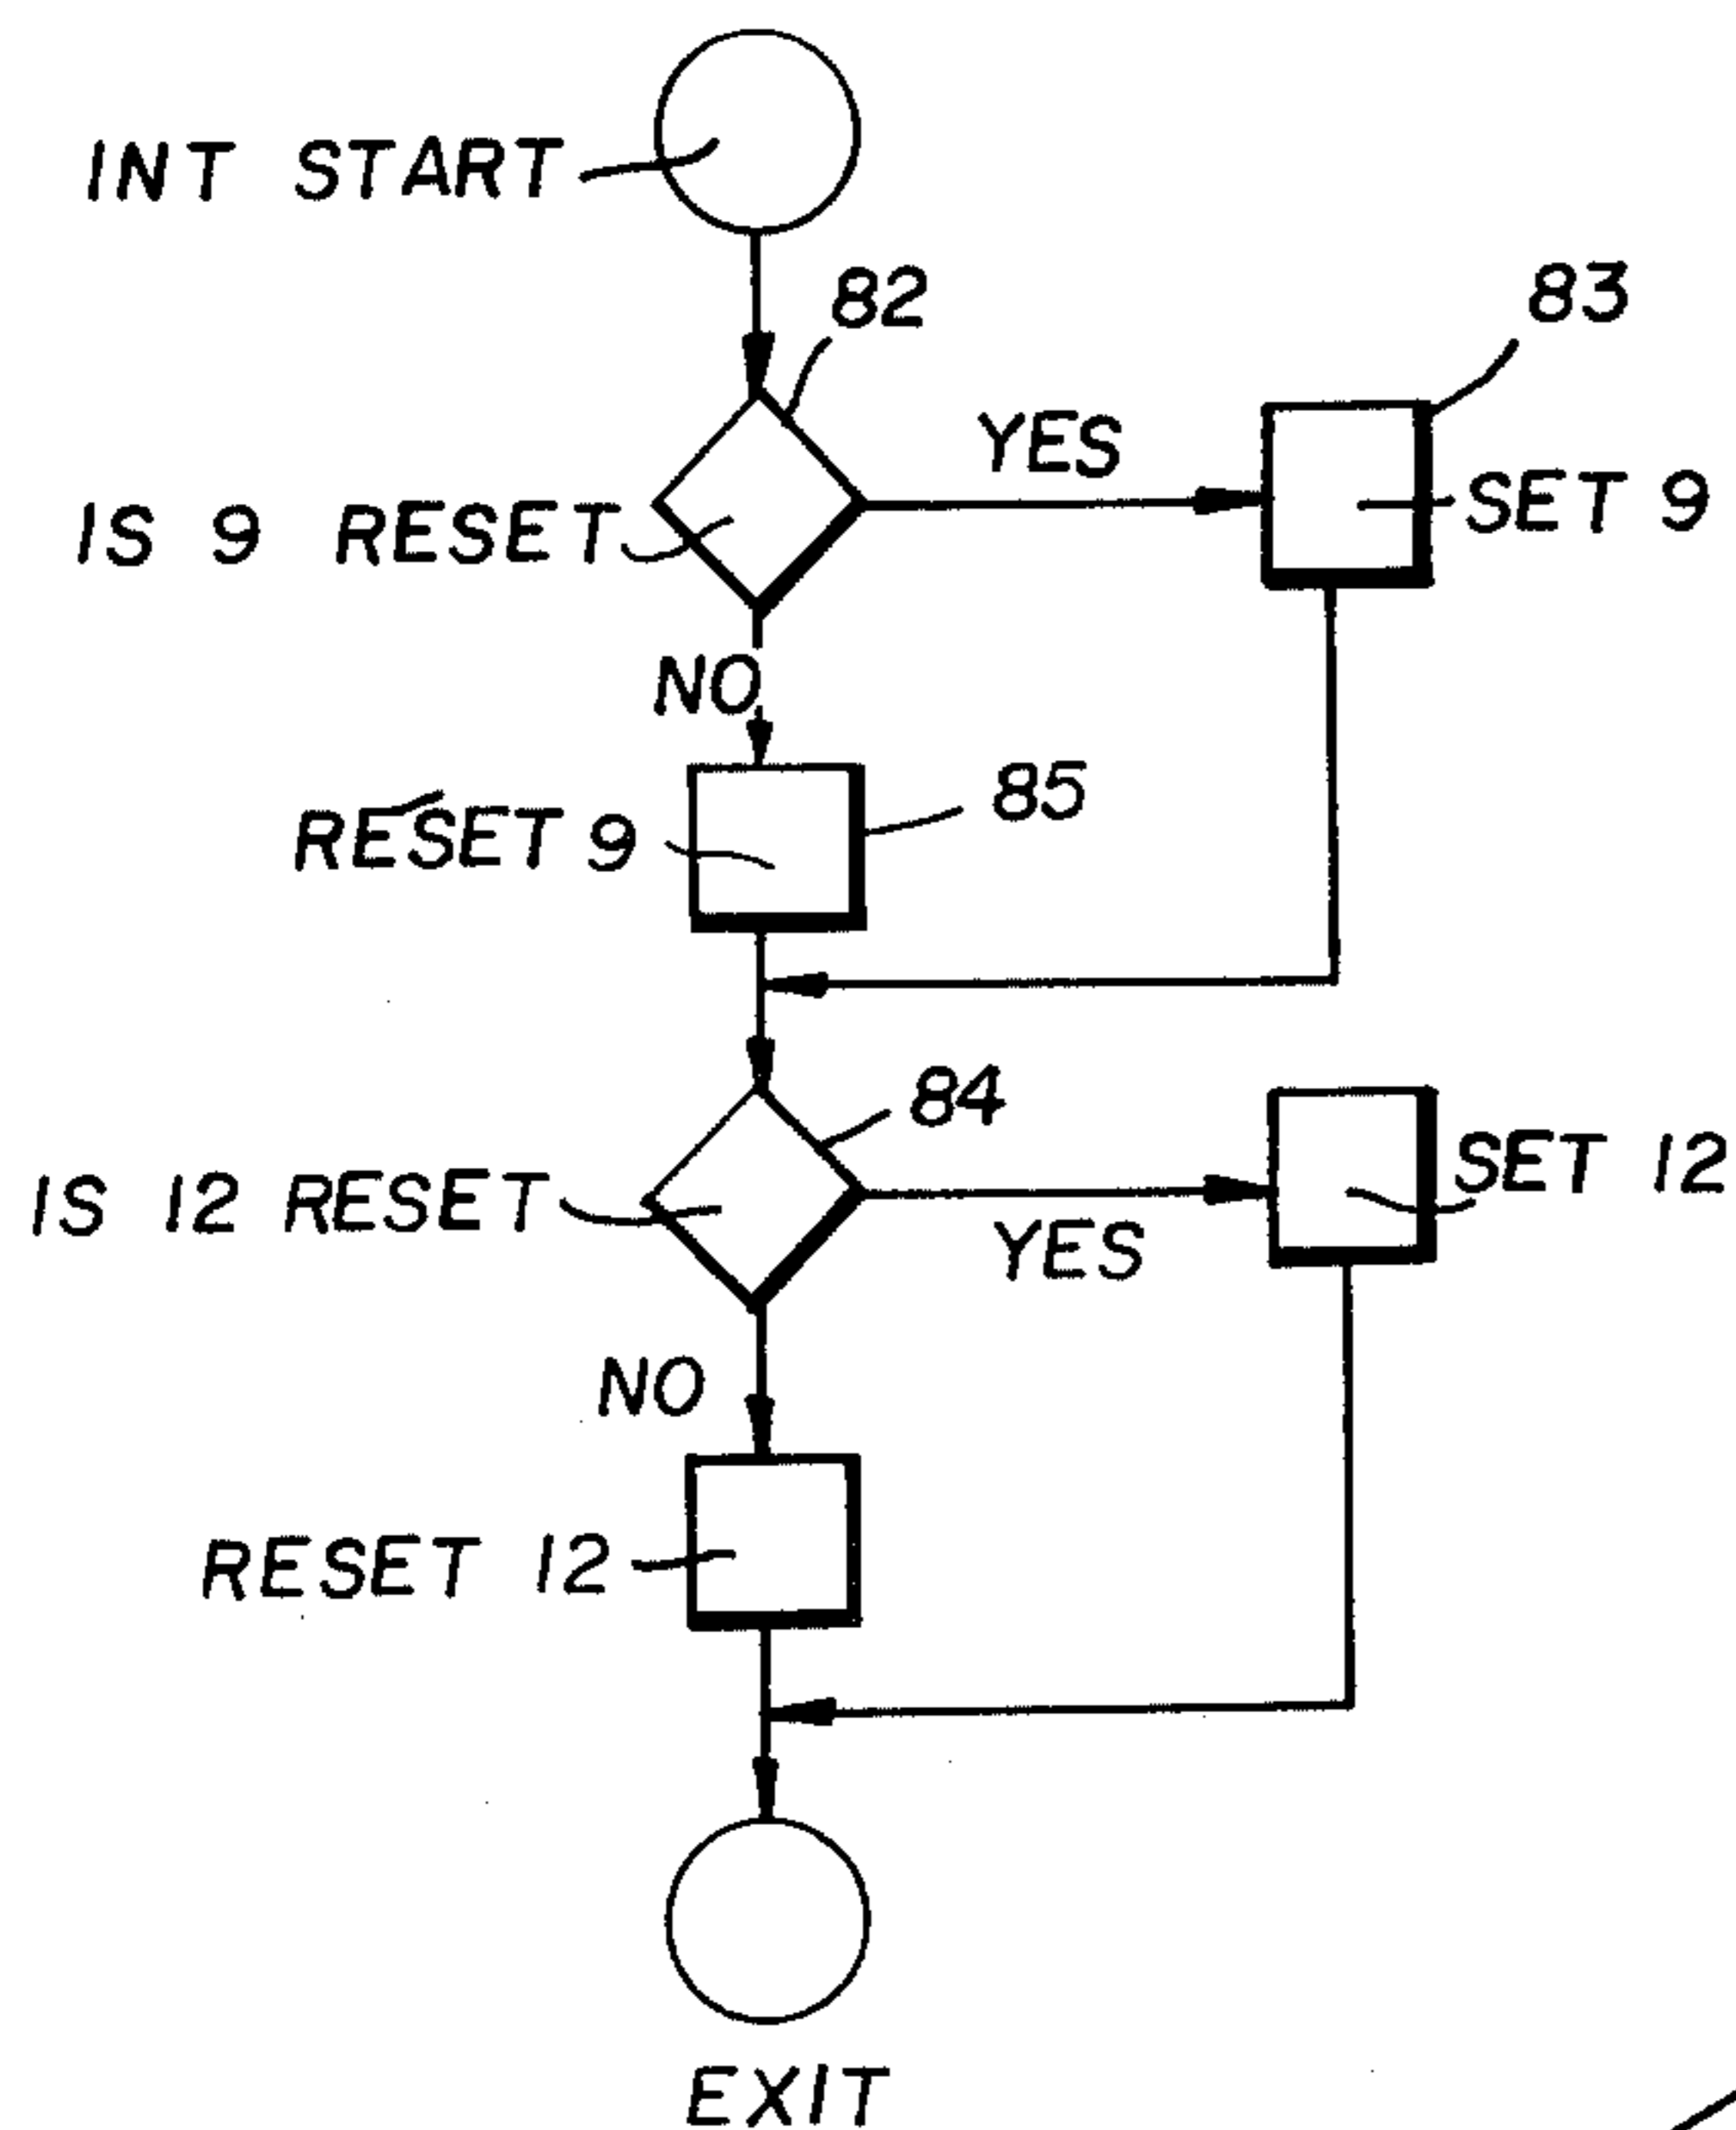 INT START
82
83
YES
IS 9 RESET
SET 9
NO
85
RESET 9
84
SET 12
IS 12 RESET
YES
NO
RESET 12
EXIT